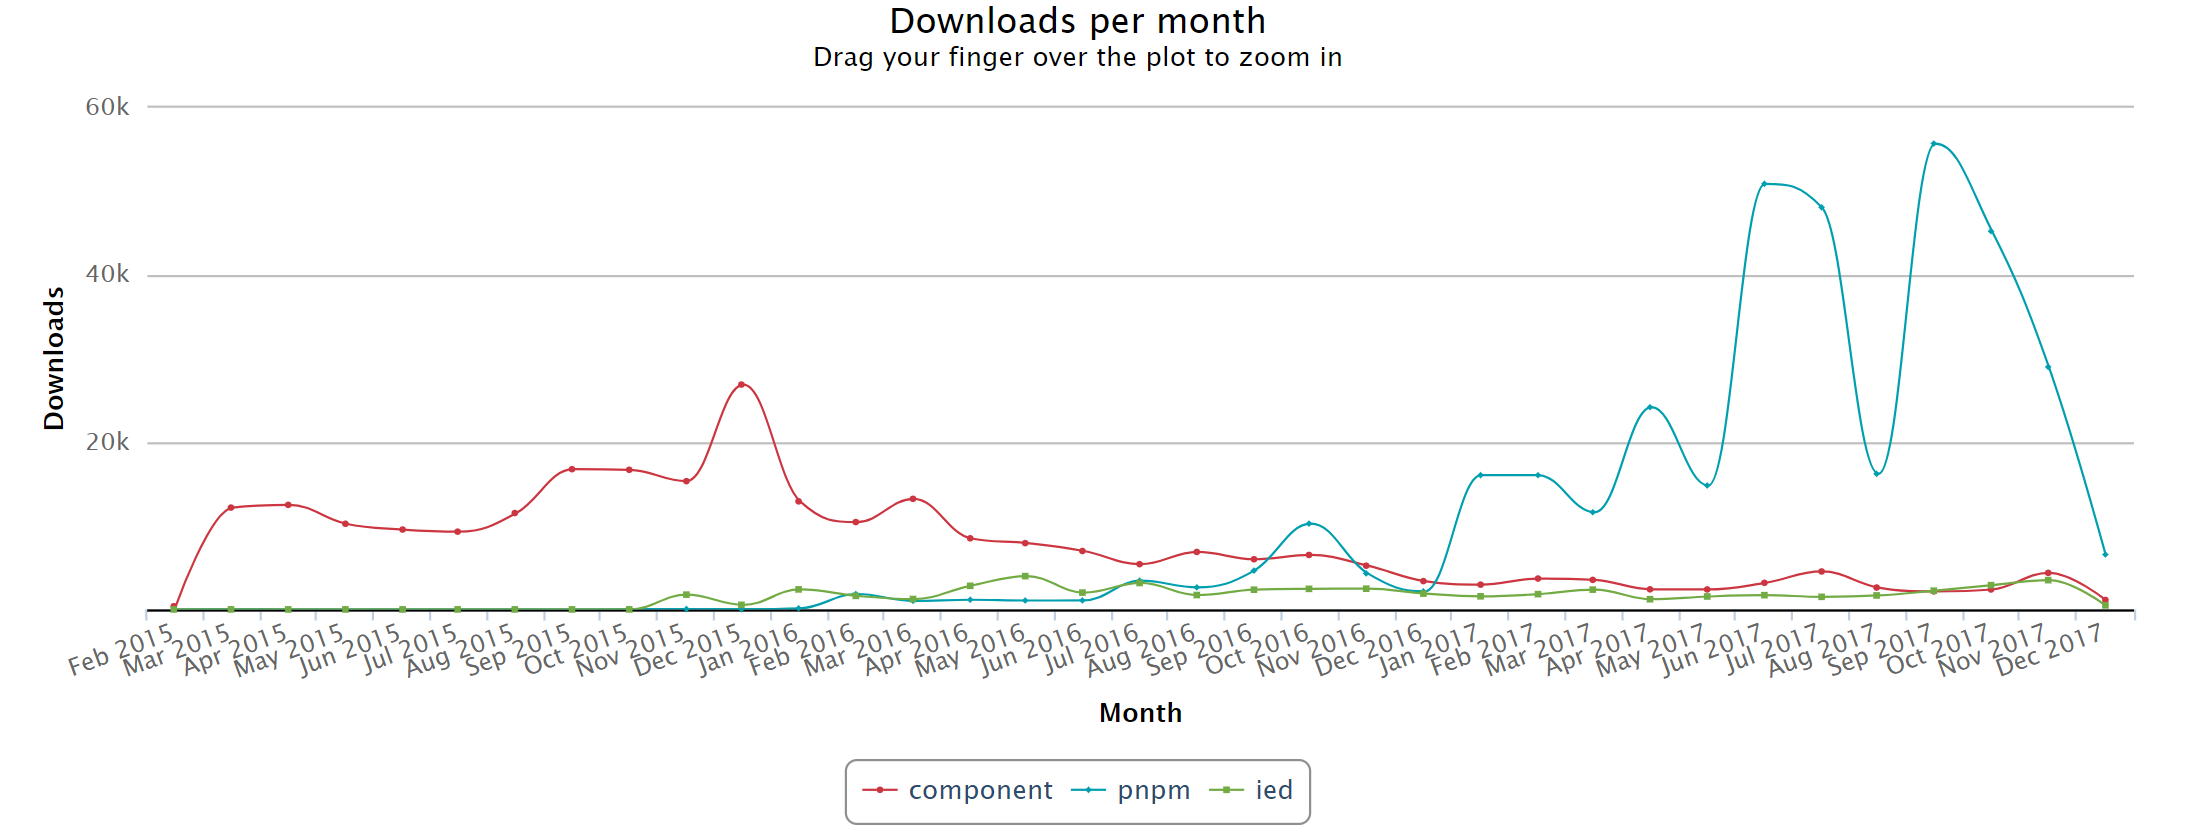 Downloads per month
Drag your finger over the plot to zoom in
60k
40k
20k
Downloads
Feb 2015
Mar 2015
Apr 2015
May 2015
Jun 2015
Jul 2015
Aug 2015
Sep 2015
Oct 2015
Nov 2015
Dec 2015
Jan 2016
Feb 2016
Mar 2016
Apr 2016
May 2016
Jun 2016
Jul 2016
Aug 2016
Sep 2016
Oct 2016
Nov 2016
Dec 2016
Jan 2017
Feb 2017
Mar 2017
Apr 2017
May 2017
Jun 2017
Jul 2017
Aug 2017
Sep 2017
Oct 2017
Nov 2017
Dec 2017
Month
component pnpm ied